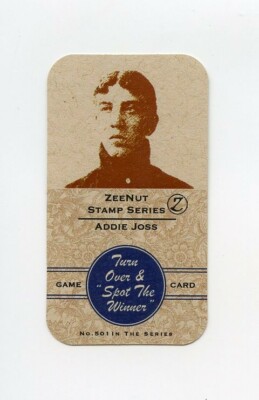 ZEENUT
STAMP SERIES Z
ADDIE JOSS
Turn
Over &
GAME "Spot The CARD
Winner"
NO. 501 IN THE SERIES